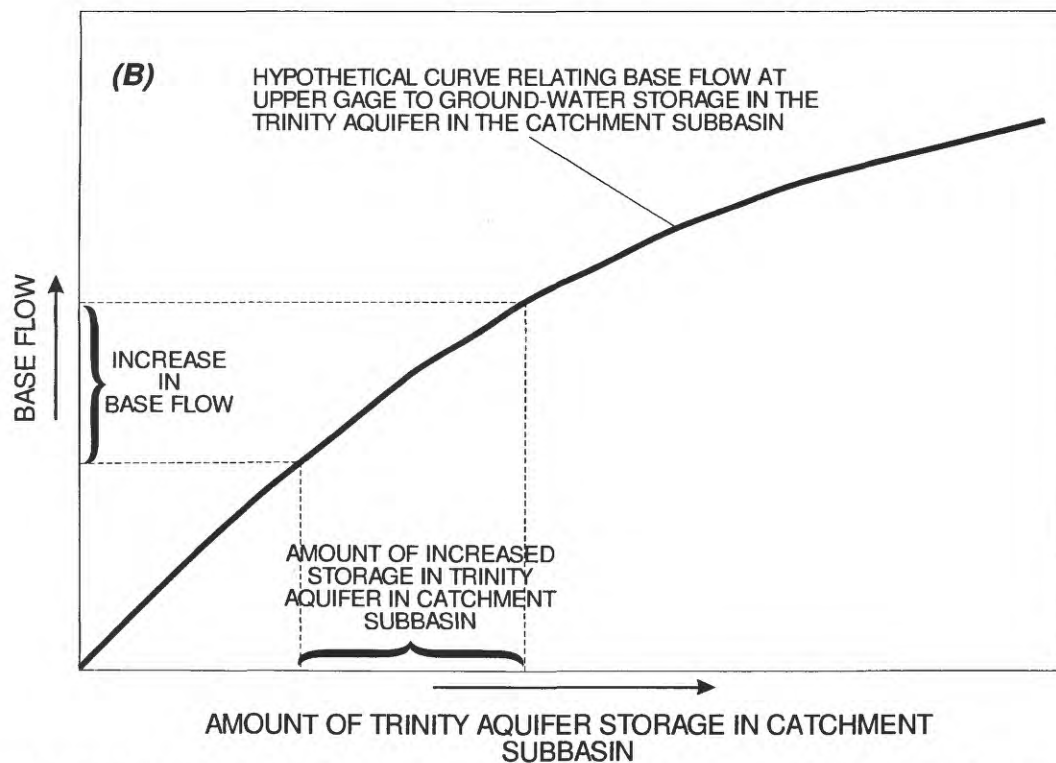 (B)
HYPOTHETICAL CURVE RELATING BASE FLOW AT
UPPER GAGE TO GROUND-WATER STORAGE IN THE
TRINITY AQUIFER IN THE CATCHMENT SUBBASIN
BASE FLOW
INCREASE
IN
BASE FLOW
AMOUNT OF INCREASED
STORAGE IN TRINITY
AQUIFER IN CATCHMENT
SUBBASIN
AMOUNT OF TRINITY AQUIFER STORAGE IN CATCHMENT
SUBBASIN